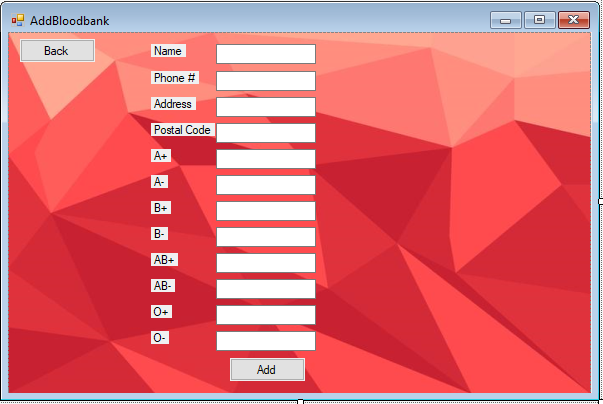 AddBloodbank
Back
Name
Phone #
Address
Postal Code
A+
A-
B+
B-
AB+
AB-
O+
O-
Add